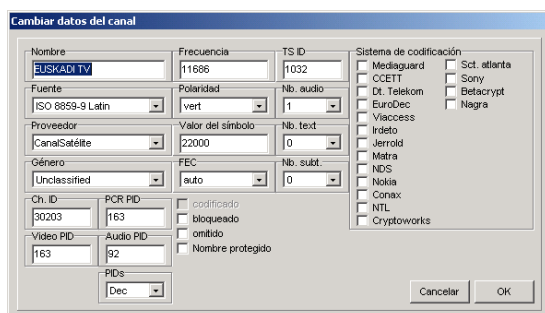 Cambiar datos del canal
Nombre
EUSKADI TV
Frecuencia
11686
TS ID
1032
Fuente
ISO 8859-9 Latin
Polaridad
vert
Nb. audio
1
Proveedor
CanalSatélite
Valor del símbolo
22000
Nb. text
0
Género
Unclassified
FEC
auto
Nb. subt.
0
Ch. ID
30203
PCR PID
163
Video PID
163
Audio PID
92
PIDs
Dec
codificado
bloqueado
omitido
Nombre protegido
Sistema de codificación
Mediaguard
CCETT
Dt. Telekom
EuroDec
Viaccess
Irdeto
Jerrold
Matra
NDS
Nokia
Conax
NTL
Cryptoworks
Sct. atlanta
Sony
Betacrypt
Nagra
Cancelar
OK